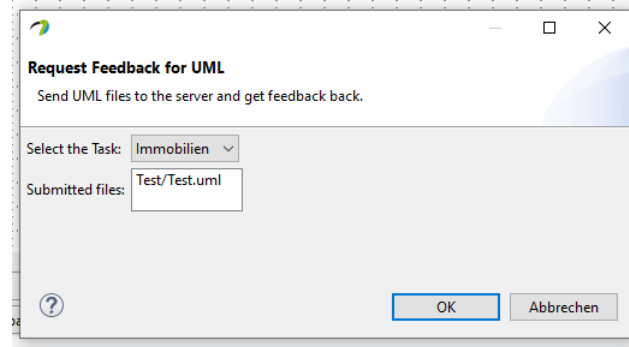 Request Feedback for UML
Send UML files to the server and get feedback back.
Select the Task: Immobilien
Submitted files: Test/Test.uml
?
OK Abbrechen